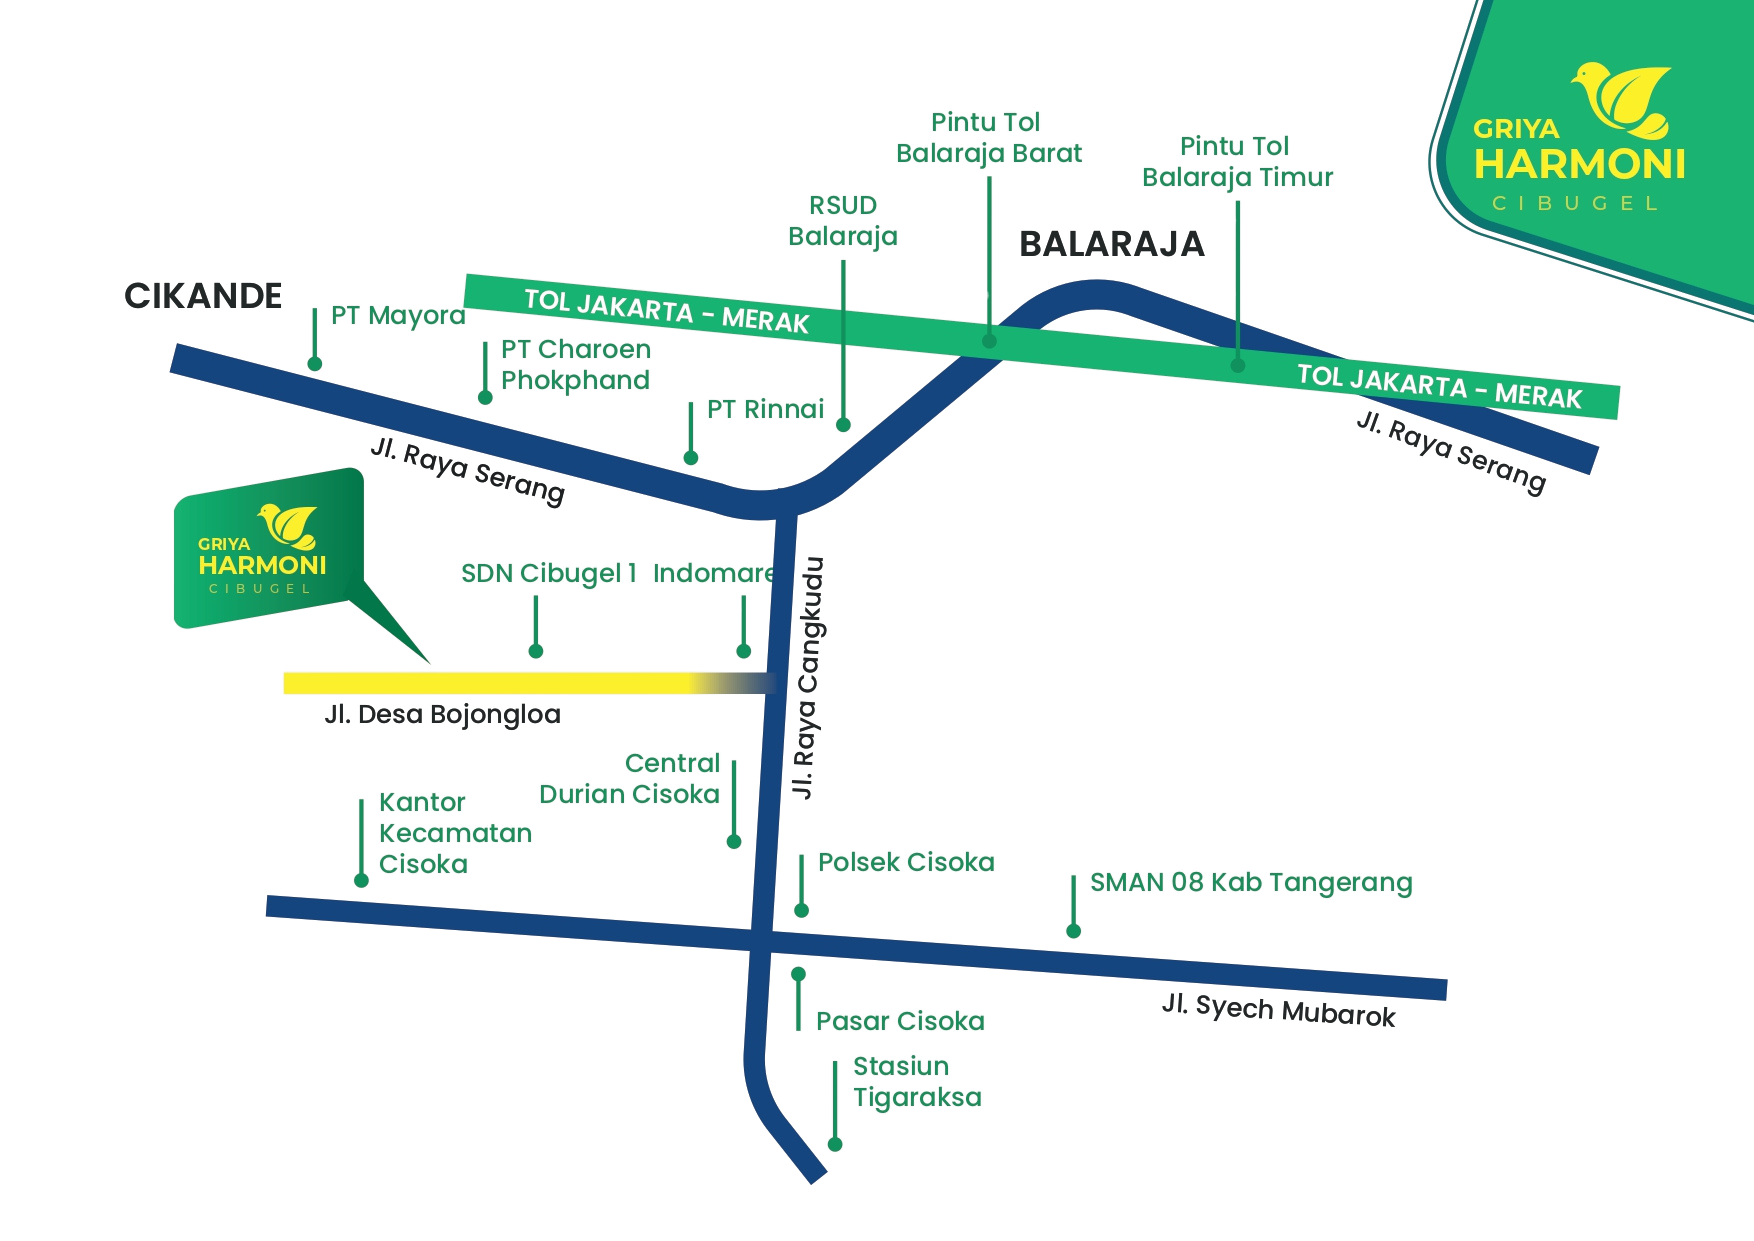 GRIYA
HARMONI
CIBUGEL
Pintu Tol
Balaraja Barat
Pintu Tol
Balaraja Timur
RSUD
Balaraja
BALARAJA
CIKANDE
PT Mayora
TOL JAKARTA - MERAK
PT Charoen
Phokphand
TOL JAKARTA - MERAK
PT Rinnai
Jl. Raya Serang
Jl. Raya Serang
GRIYA
HARMONI
CIBUGEL
SDN Cibugel 1
Indomare
Jl. Raya Cangkudu
Jl. Desa Bojongloa
Central
Durian Cisoka
Kantor
Kecamatan
Cisoka
Polsek Cisoka
SMAN 08 Kab Tangerang
Jl. Syech Mubarok
Pasar Cisoka
Stasiun
Tigaraksa